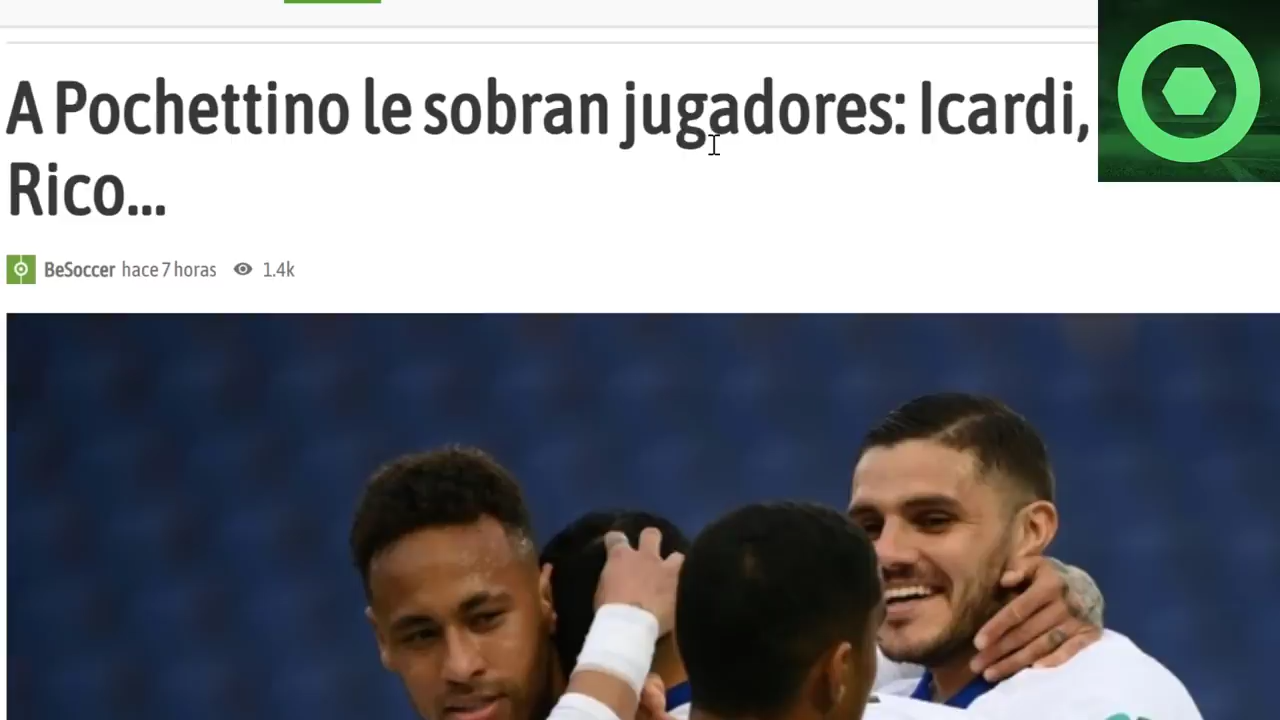 A Pochettino le sobran jugadores: Icardi,
Rico...
BeSoccer hace 7 horas 1.4k